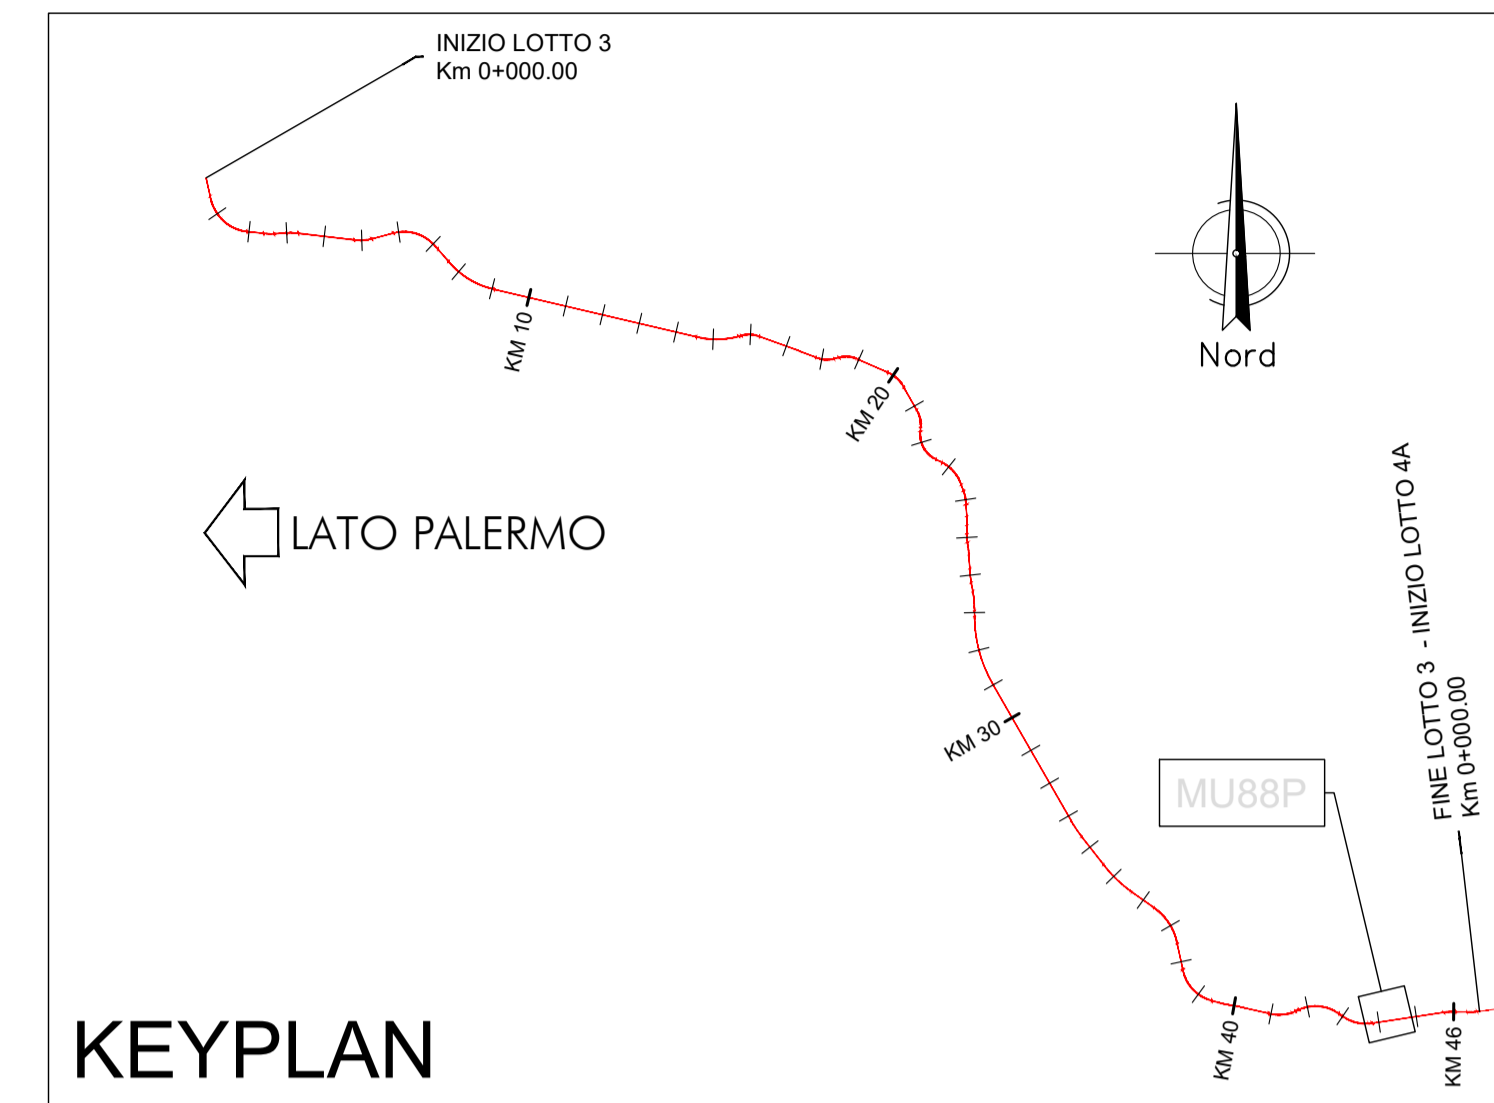 INIZIO LOTTO 3
Km 0+000.00
Nord
KM 10
KM 20
LATO PALERMO
KM 30
FINE LOTTO 3 - INIZIO LOTTO 4A
Km 0+000.00
MU88P
KM 40
KM 46
KEYPLAN